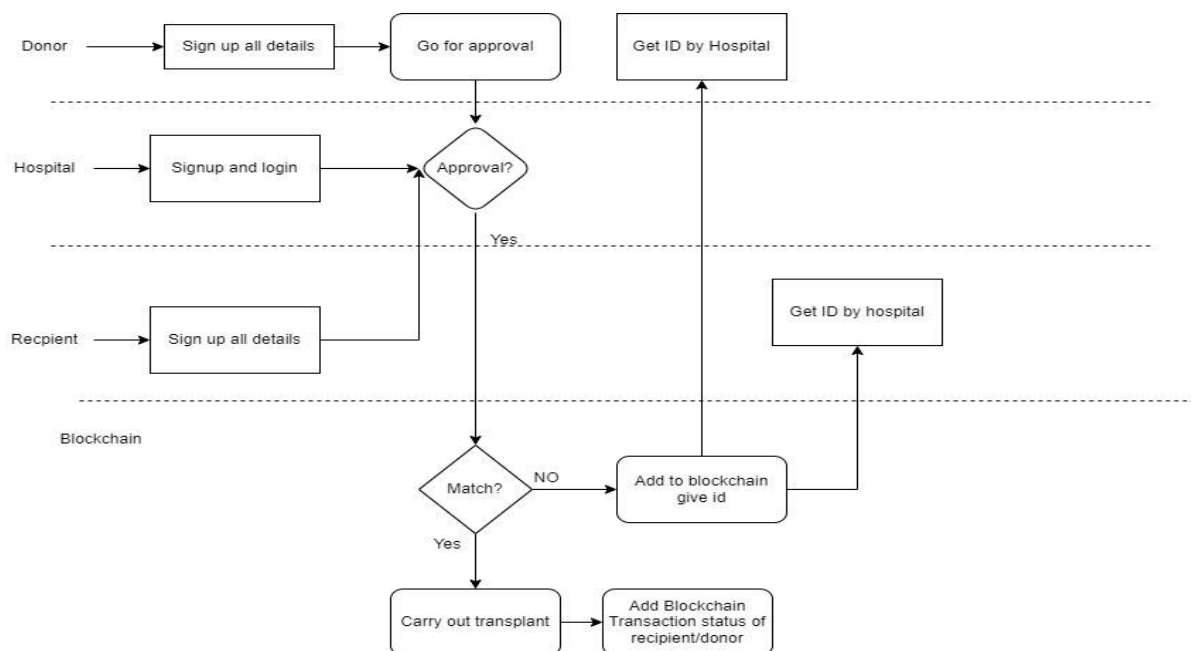 Donor
Sign up all details
Go for approval
Get ID by Hospital
Hospital
Signup and login
Approval?
Yes
Get ID by hospital
Recpient
Sign up all details
Blockchain
Match?
NO
Add to blockchain
give id
Yes
Carry out transplant
Add Blockchain
Transaction status of
recipient/donor